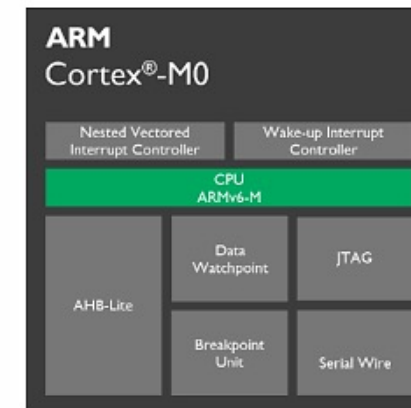 ARM
Cortex®-M0
Nested Vectored
Interrupt Controller
Wake-up Interrupt
Controller
CPU
ARMv6-M
AHB-Lite
Data
Watchpoint
JTAG
Breakpoint
Unit
Serial Wire